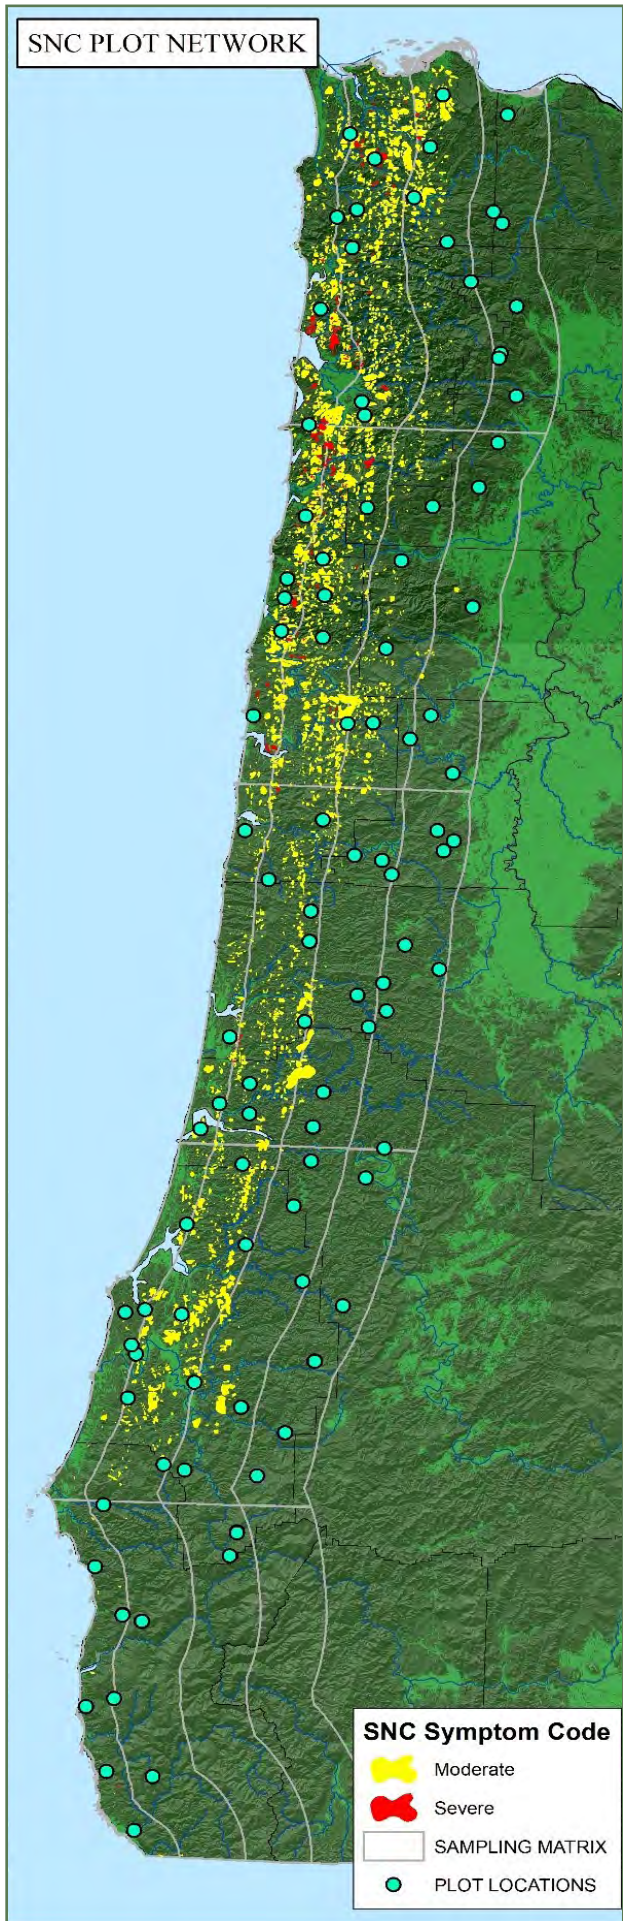 SNC PLOT NETWORK
SNC Symptom Code
Moderate
Severe
SAMPLING MATRIX
PLOT LOCATIONS